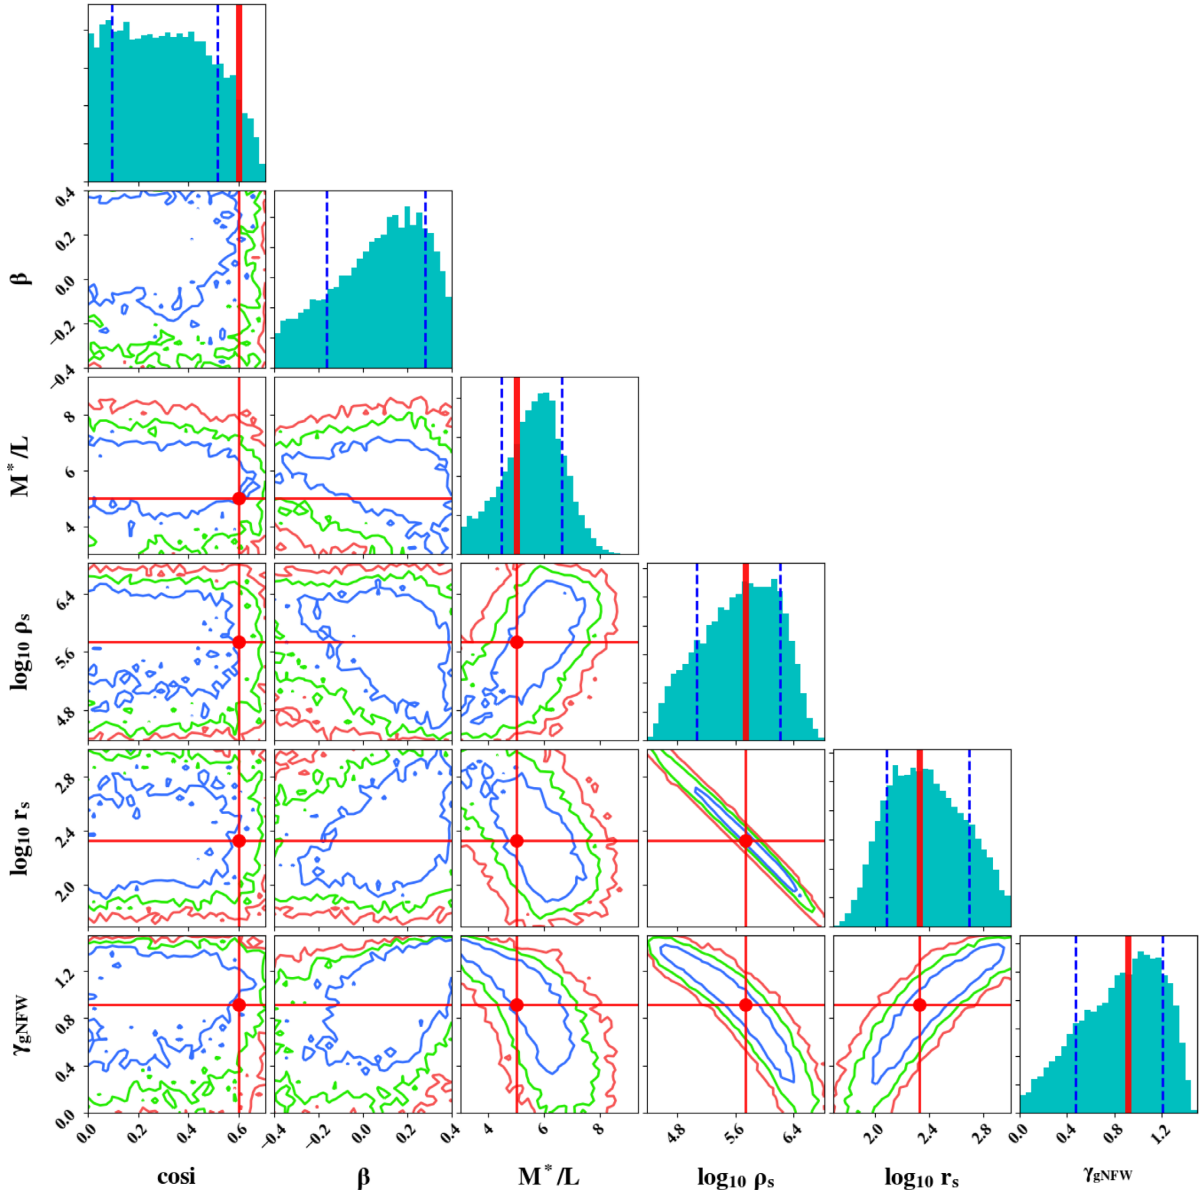 β
0.4
0.2
0.0
−0.2
−0.4
M*/L
8
6
4
log₁₀ ρₛ
6.4
5.6
4.8
log₁₀ rₛ
2.8
2.4
2.0
γgNFW
1.2
0.8
0.4
0.0
0.0 0.2 0.4 0.6 −0.4 −0.2 0.0 0.2 0.4 4 6 8 4.8 5.6 6.4 2.0 2.4 2.8 0.0 0.4 0.8 1.2
cosi β M*/L log₁₀ ρₛ log₁₀ rₛ γgNFW